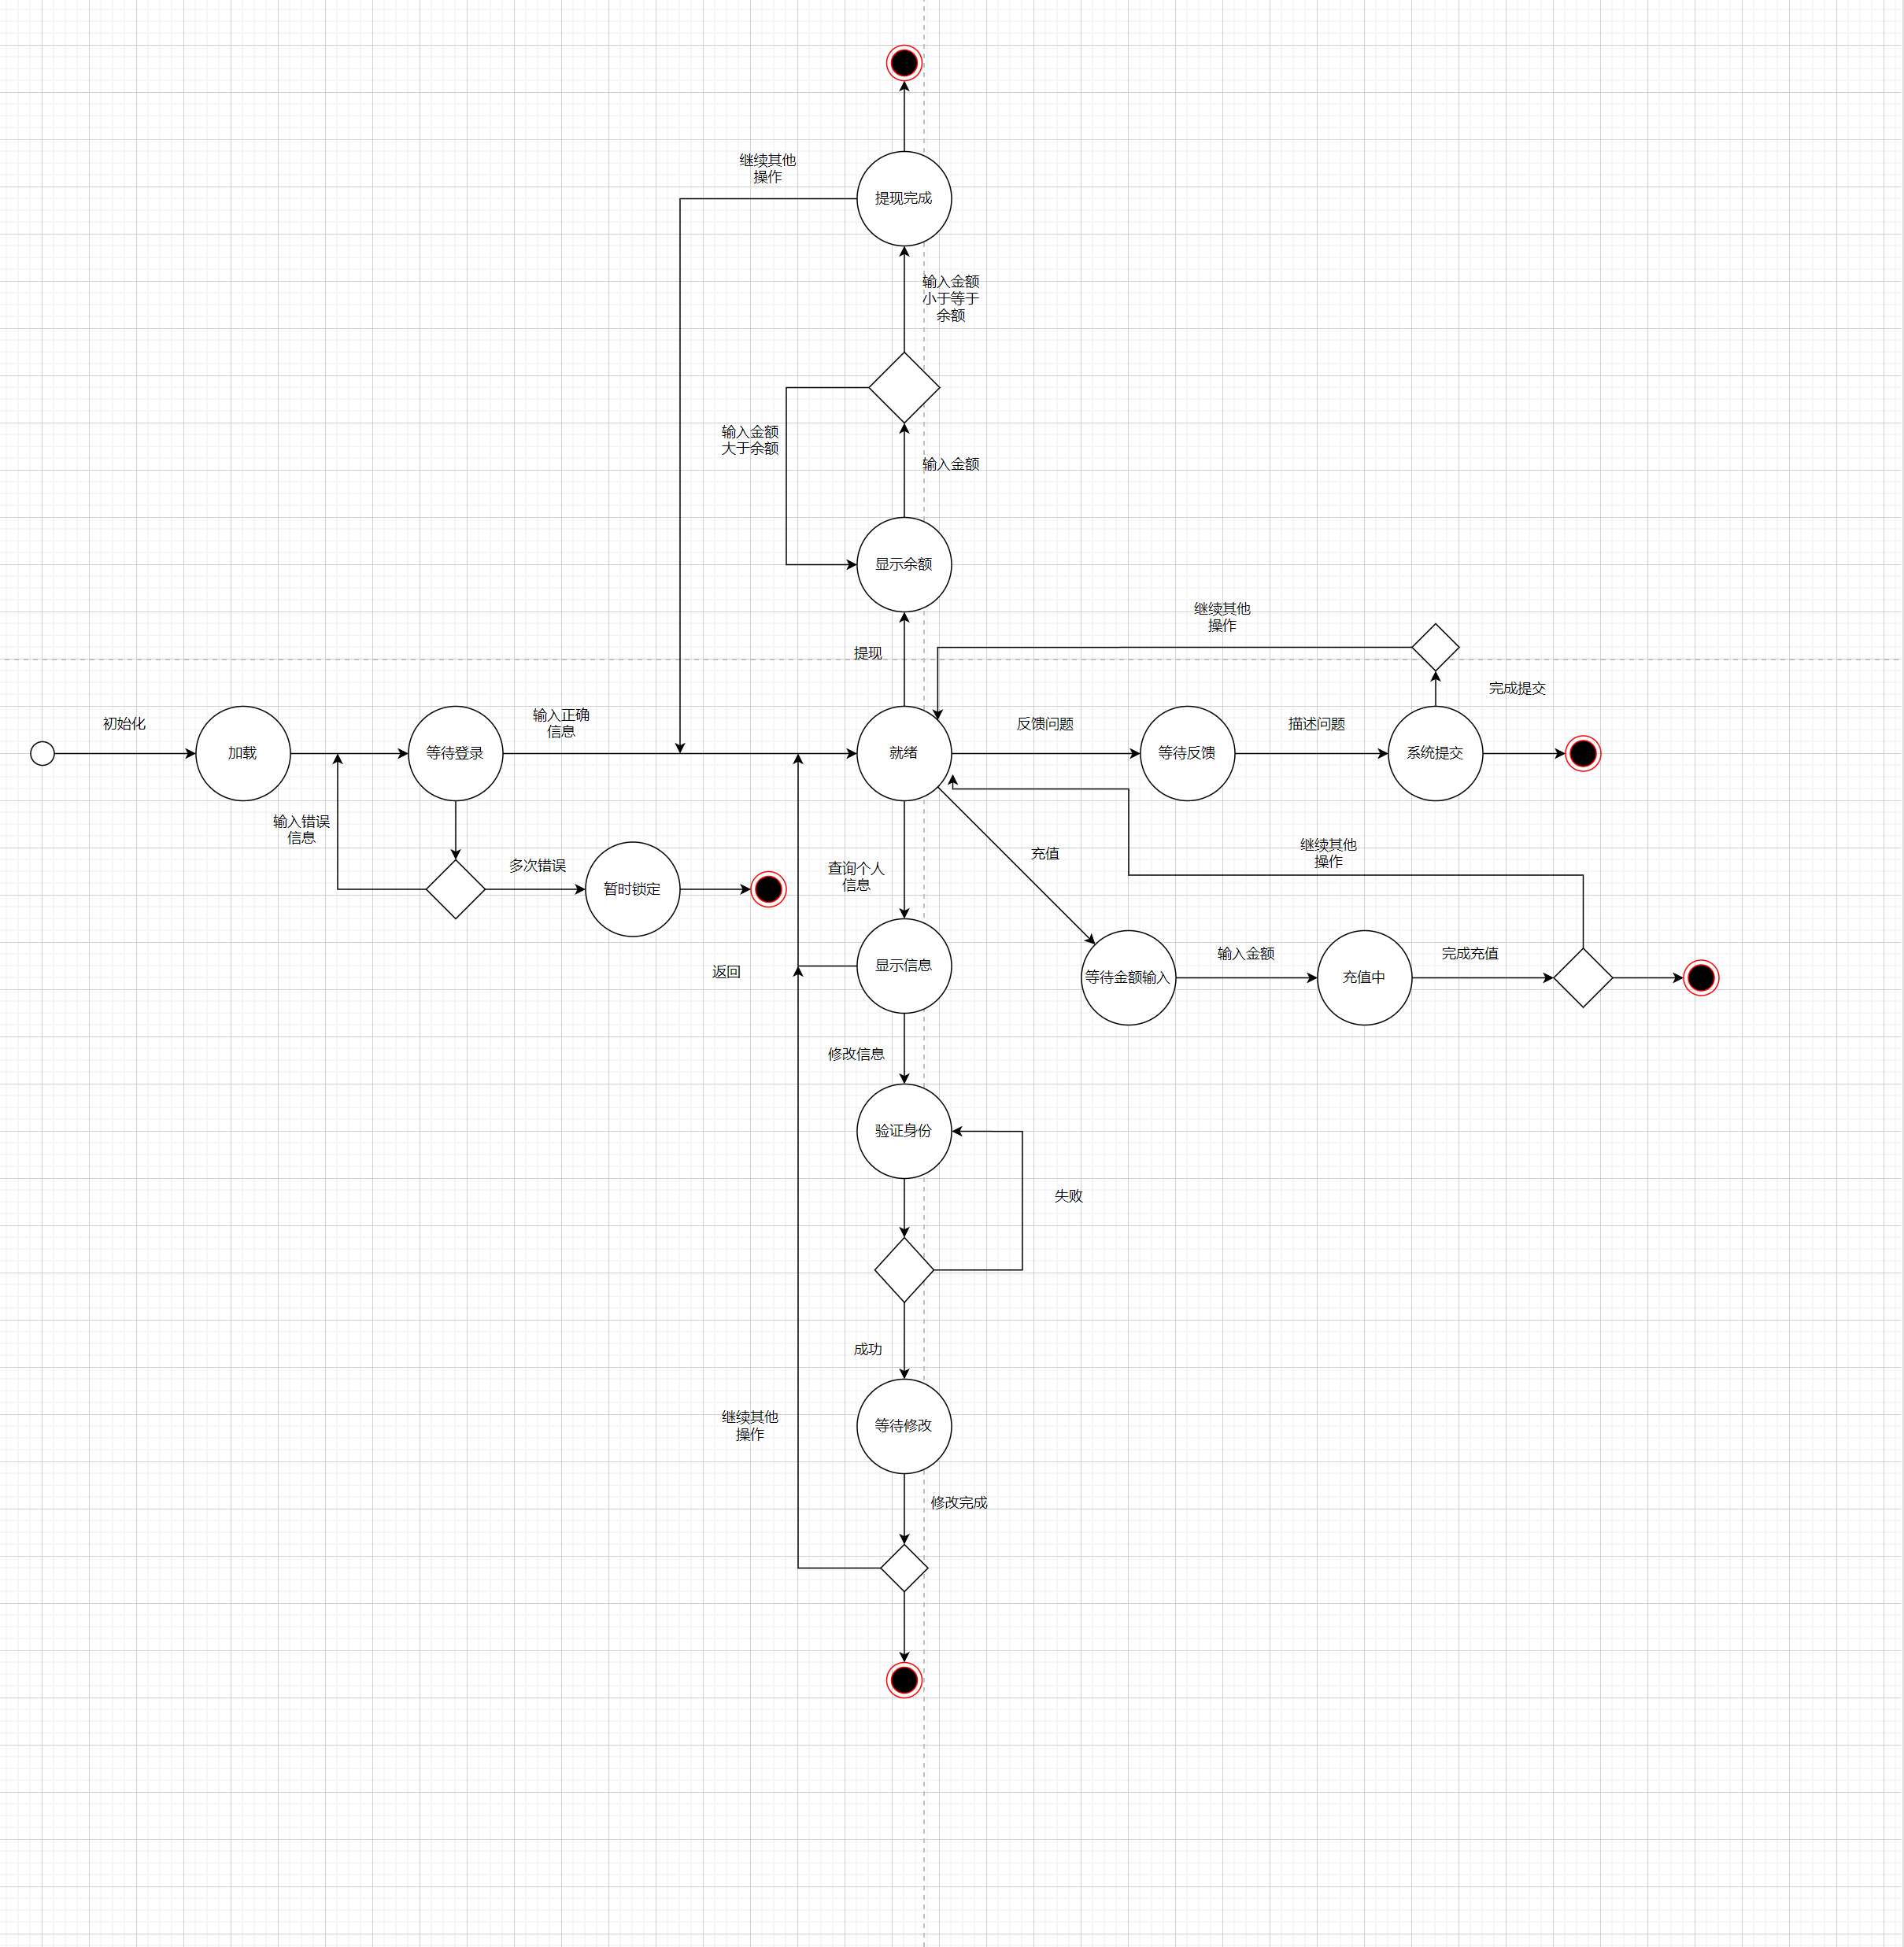 继续其他
操作
提现完成
输入金额
小于等于
余额
输入金额
大于余额
输入金额
显示余额
继续其他
操作
提现
完成提交
初始化
输入正确
信息
反馈问题
描述问题
加载
等待登录
就绪
等待反馈
系统提交
输入错误
信息
多次错误
暂时锁定
查询个人
信息
充值
继续其他
操作
返回
显示信息
等待金额输入
输入金额
充值中
完成充值
修改信息
验证身份
失败
成功
继续其他
操作
等待修改
修改完成